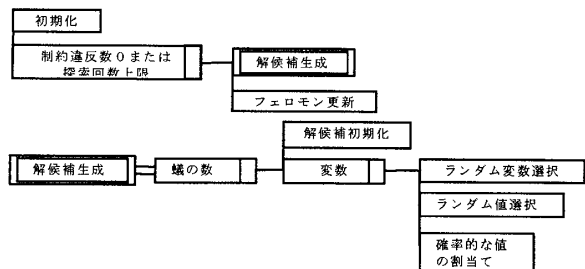 初期化
制約違反数０または
探索回数上限
解候補生成
フェロモン更新
解候補初期化
解候補生成
蟻の数
変数
ランダム変数選択
ランダム値選択
確率的な値
の割当て